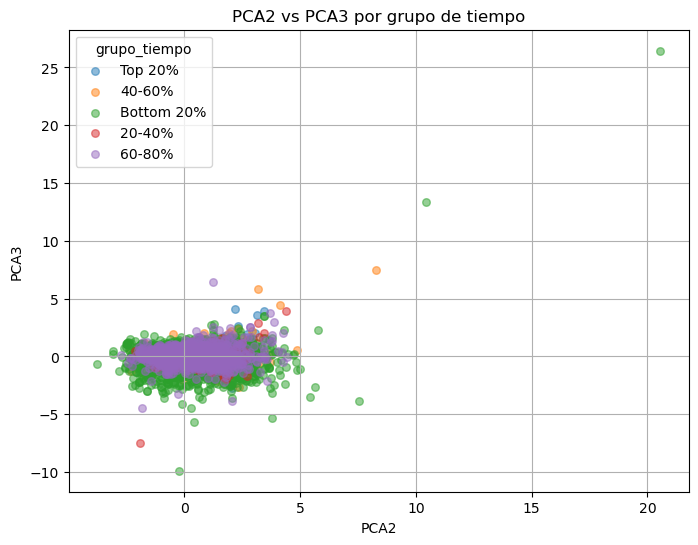 PCA2 vs PCA3 por grupo de tiempo
grupo_tiempo
Top 20%
40-60%
Bottom 20%
20-40%
60-80%
PCA3
25
20
15
10
5
0
−5
−10
0
5
10
15
20
PCA2